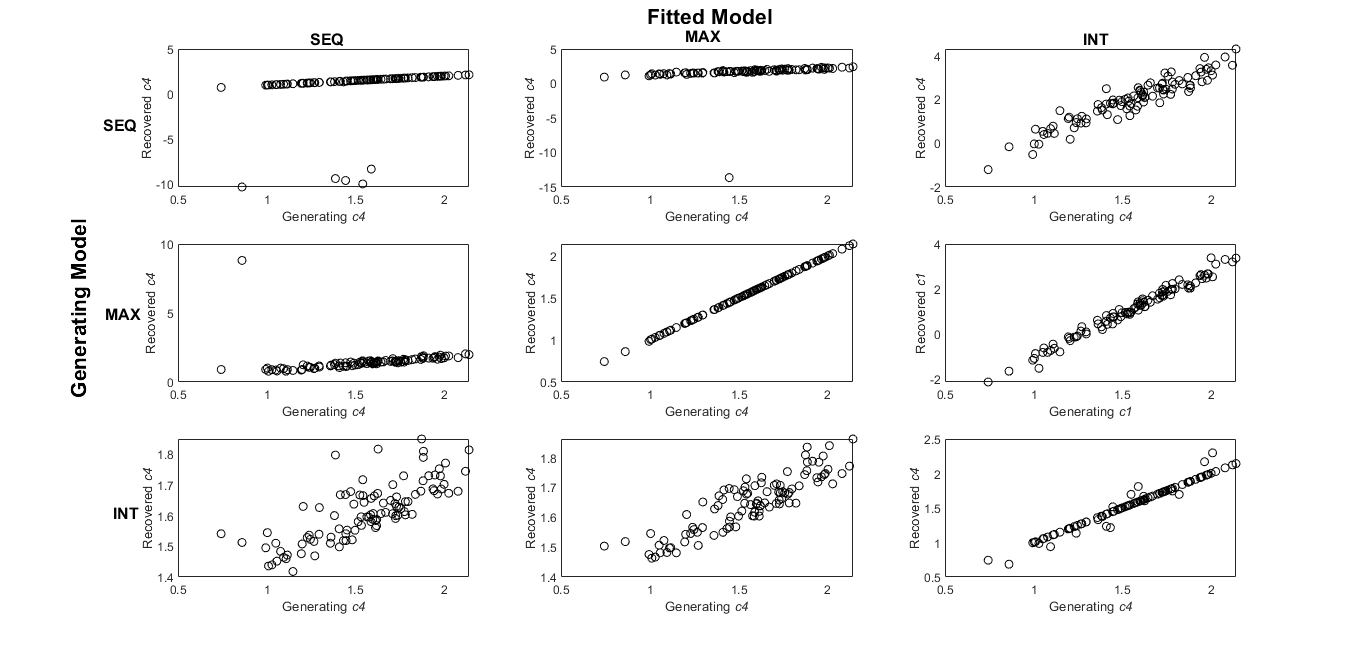 Fitted Model
SEQ MAX INT
Generating Model
SEQ
5
0
-5
-10
Recovered c4
0.5 1 1.5 2
Generating c4
5
0
-5
-10
-15
Recovered c4
0.5 1 1.5 2
Generating c4
4
2
0
-2
Recovered c4
0.5 1 1.5 2
Generating c4
MAX
10
5
0
Recovered c4
0.5 1 1.5 2
Generating c4
2
1.5
1
0.5
Recovered c4
0.5 1 1.5 2
Generating c4
4
2
0
-2
Recovered c1
0.5 1 1.5 2
Generating c1
INT
1.8
1.7
1.6
1.5
1.4
Recovered c4
0.5 1 1.5 2
Generating c4
1.8
1.7
1.6
1.5
1.4
Recovered c4
0.5 1 1.5 2
Generating c4
2.5
2
1.5
1
0.5
Recovered c4
0.5 1 1.5 2
Generating c4